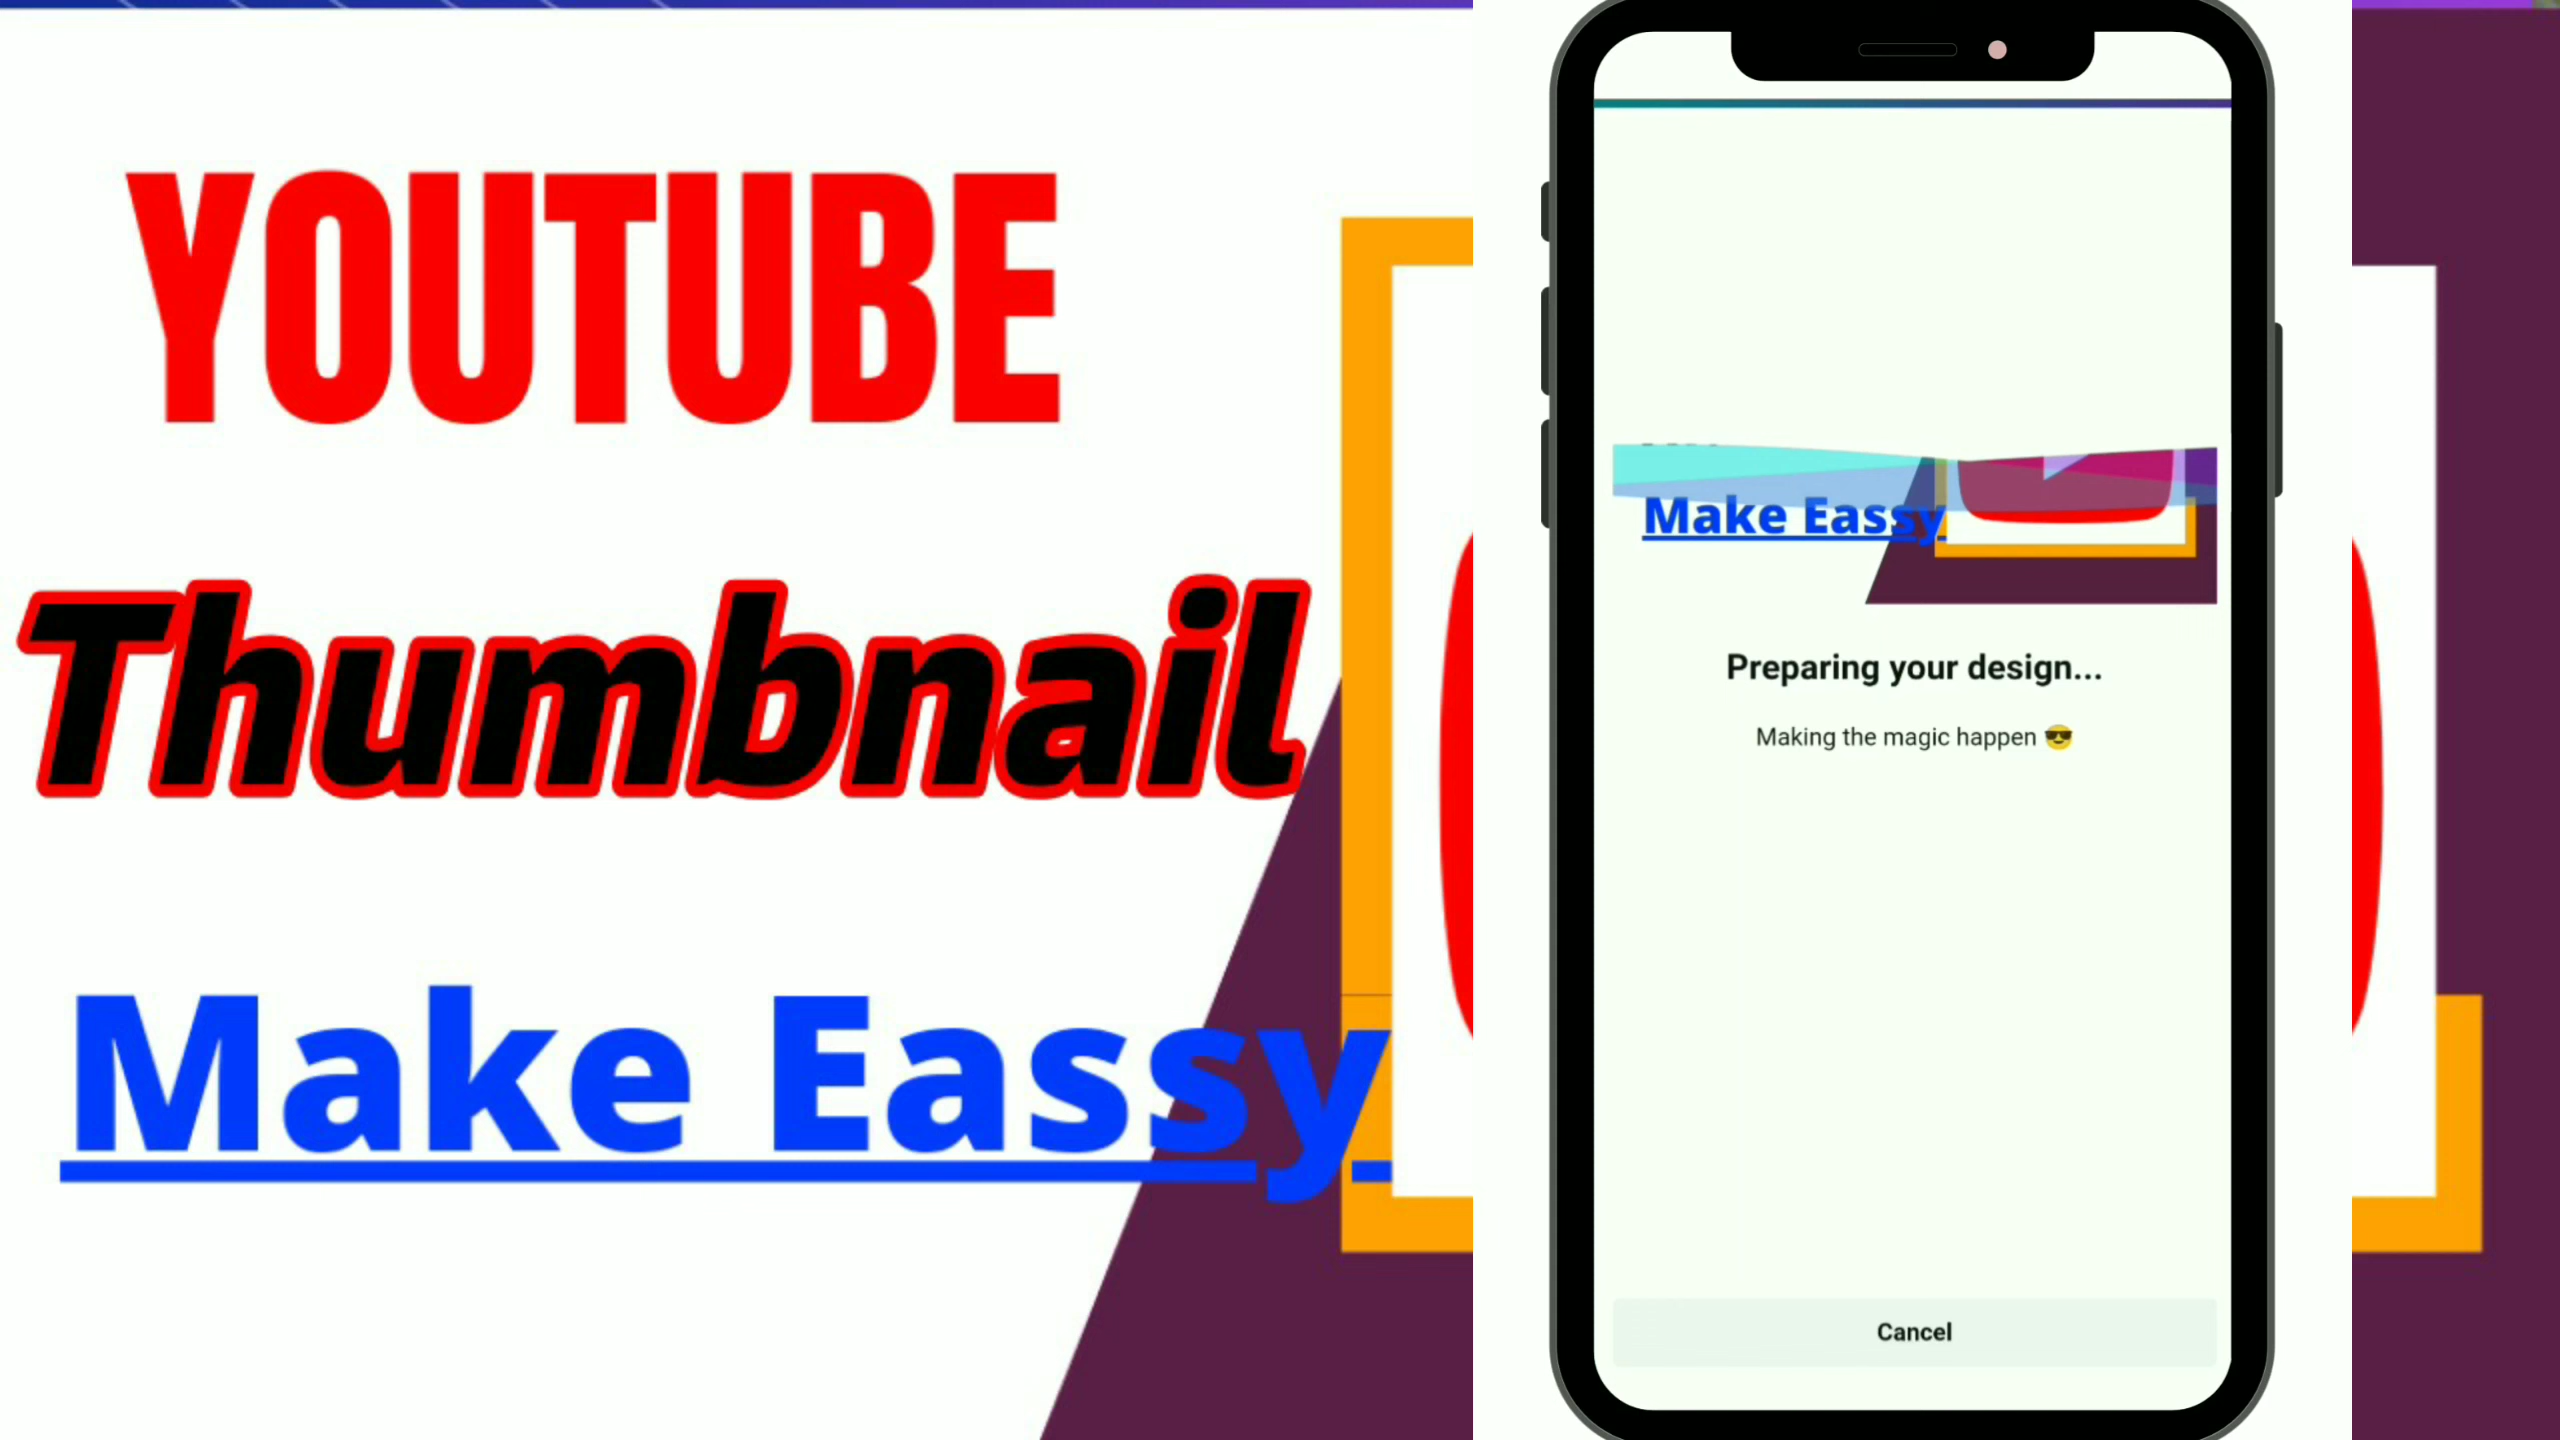 YOUTUBE
Thumbnail
Make Eassy
Make Eassy
Preparing your design...
Making the magic happen 😎
Cancel